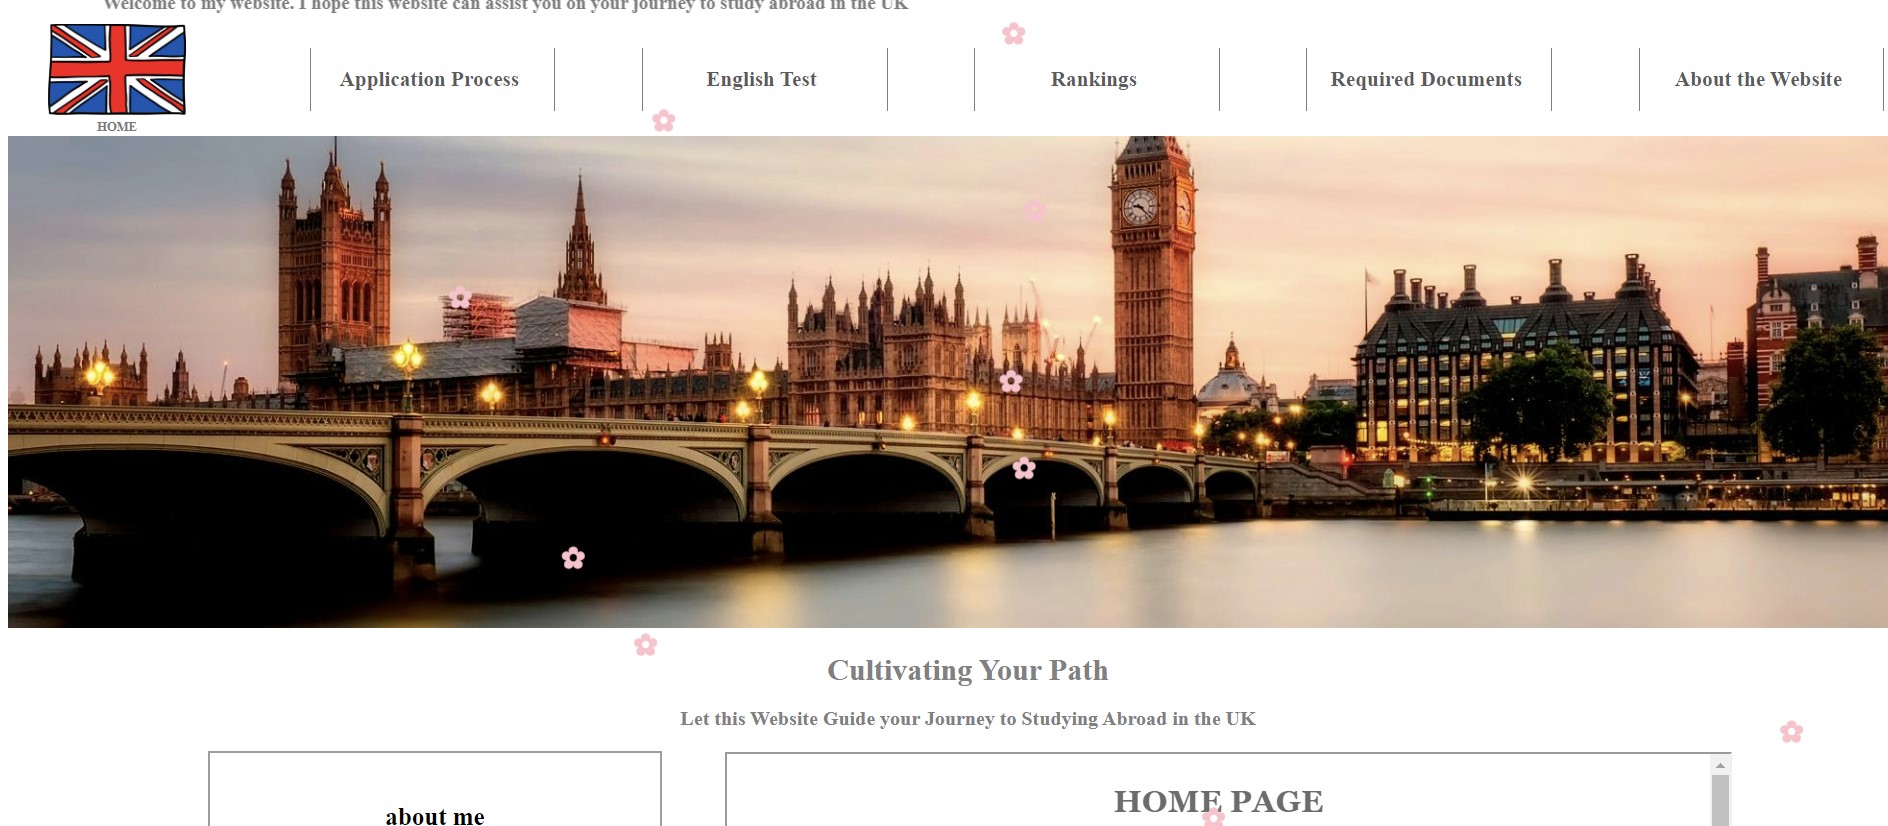 Welcome to my website. I hope this website can assist you on your journey to study abroad in the UK
HOME
Application Process
English Test
Rankings
Required Documents
About the Website
Cultivating Your Path
Let this Website Guide your Journey to Studying Abroad in the UK
about me
HOME PAGE